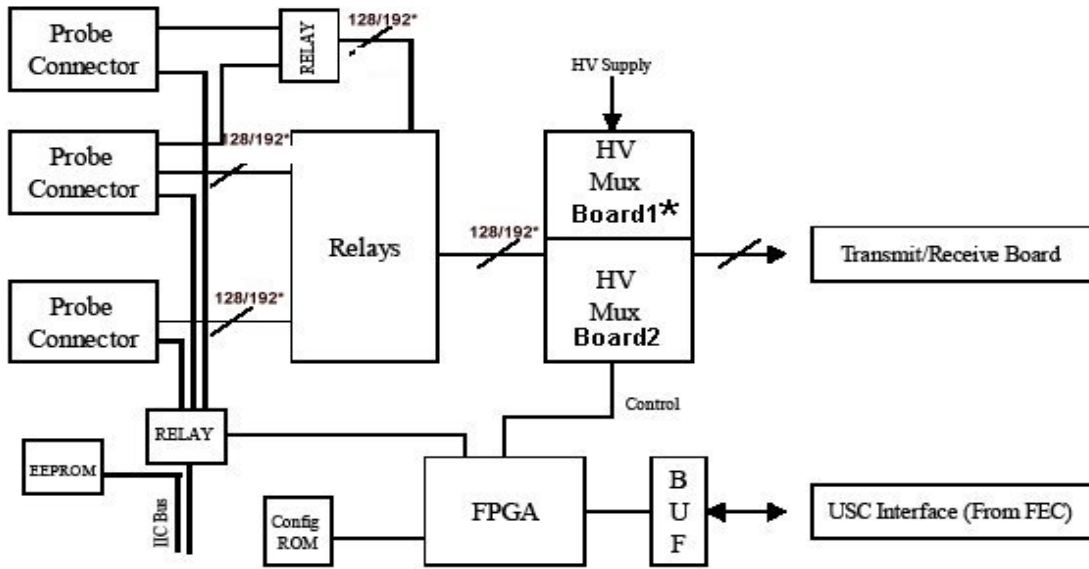 Probe
Connector
RELAY
128/192*
HV Supply
Probe
Connector
128/192*
Relays
128/192*
HV
Mux
Board1*
HV
Mux
Board2
Transmit/Receive Board
Probe
Connector
128/192*
Control
RELAY
EEPROM
IIC Bus
Config
ROM
FPGA
B
U
F
USC Interface (From FEC)